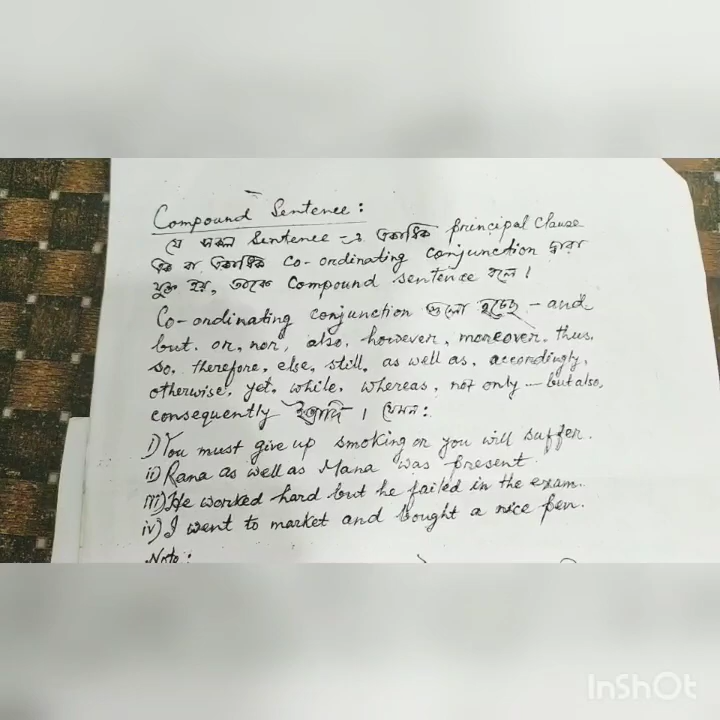 Compound Sentence:
যে সকল Sentence-এ একাধিক principal clause
এক বা একাধিক co-ordinating conjunction দ্বারা
যুক্ত হয়, তাকে Compound sentence বলে।
Co-ordinating conjunction গুলো হচ্ছে - and
but, or, nor, also, however, moreover, thus,
so, therefore, else, still, as well as, accordingly,
otherwise, yet, while, whereas, not only - but also,
consequently ইত্যাদি। যেমন:
i) You must give up smoking or you will suffer.
ii) Rana as well as Mana was present.
iii) He worked hard but he failed in the exam.
iv) I went to market and bought a nice pen.
Note:
InShOt